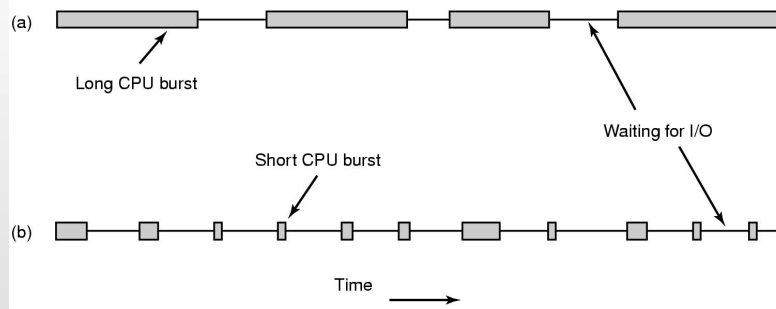 (a)
Long CPU burst
Waiting for I/O
Short CPU burst
(b)
Time